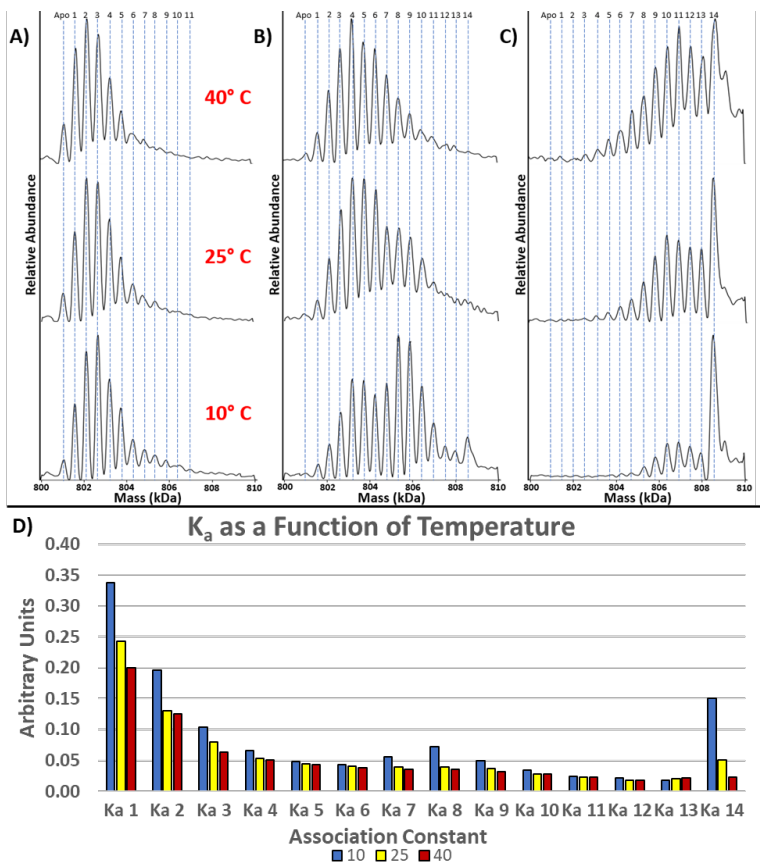 A)
Apo 1 2 3 4 5 6 7 8 9 10 11
B)
Apo 1 2 3 4 5 6 7 8 9 10 11 12 13 14
C)
Apo 1 2 3 4 5 6 7 8 9 10 11 12 13 14
40° C
25° C
10° C
Relative Abundance
Relative Abundance
Relative Abundance
800 802 804 806 808 810
Mass (kDa)
800 802 804 806 808 810
Mass (kDa)
800 802 804 806 808 810
Mass (kDa)
D)
Ka as a Function of Temperature
Arbitrary Units
0.40
0.35
0.30
0.25
0.20
0.15
0.10
0.05
0.00
Ka 1 Ka 2 Ka 3 Ka 4 Ka 5 Ka 6 Ka 7 Ka 8 Ka 9 Ka 10 Ka 11 Ka 12 Ka 13 Ka 14
Association Constant
10 25 40